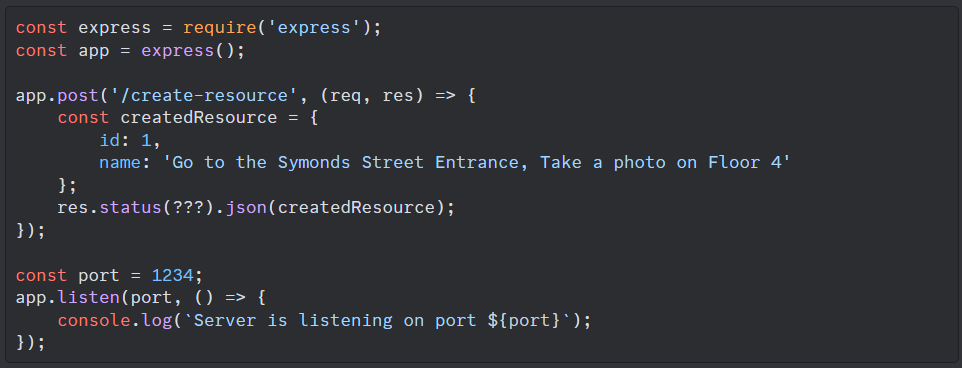 const express = require('express');
const app = express();
app.post('/create-resource', (req, res) => {
    const createdResource = {
        id: 1,
        name: 'Go to the Symonds Street Entrance, Take a photo on Floor 4'
    };
    res.status(???).json(createdResource);
});
const port = 1234;
app.listen(port, () => {
    console.log(`Server is listening on port ${port}`);
});